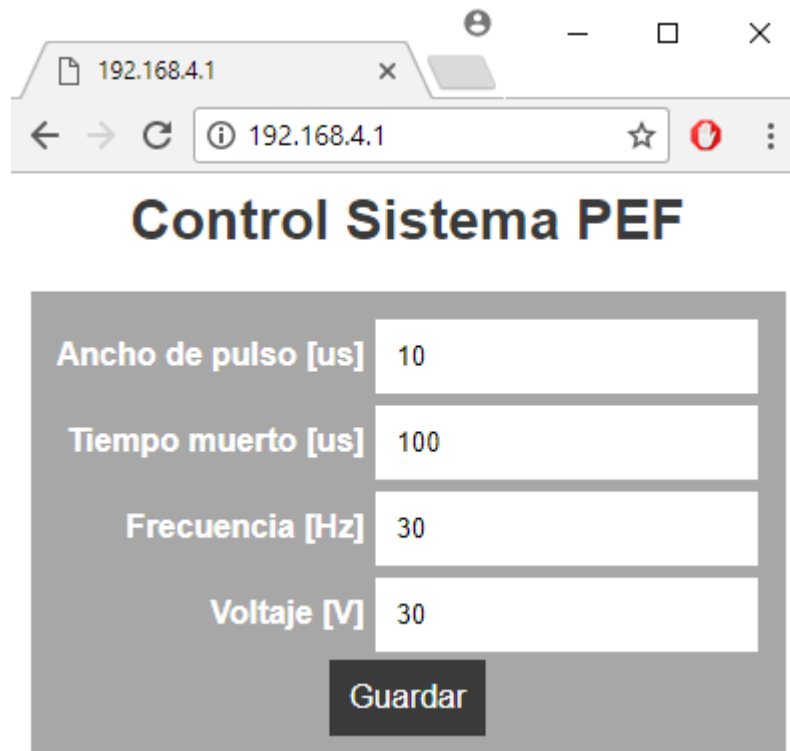 192.168.4.1
192.168.4.1
Control Sistema PEF
Ancho de pulso [us] 10
Tiempo muerto [us] 100
Frecuencia [Hz] 30
Voltaje [V] 30
Guardar